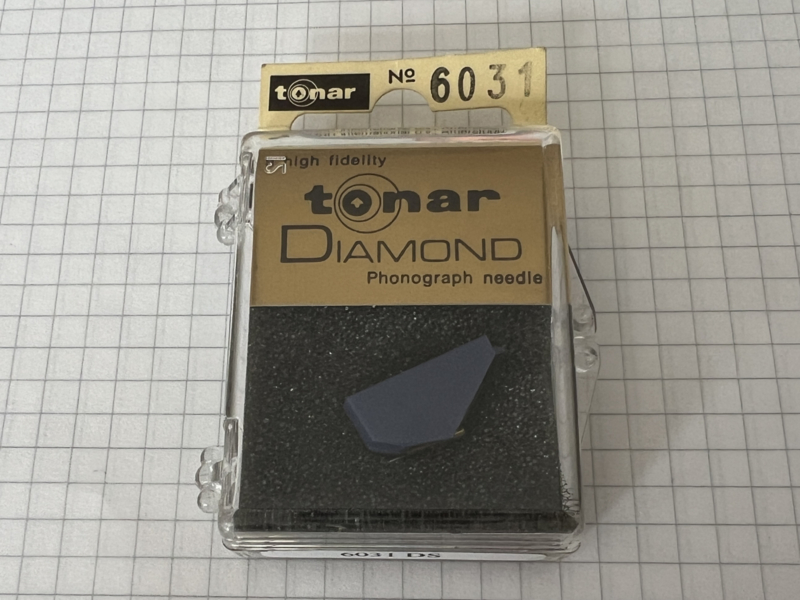 tonar Nº 6031
high fidelity
tonar
DIAMOND
Phonograph needle
6031 DS